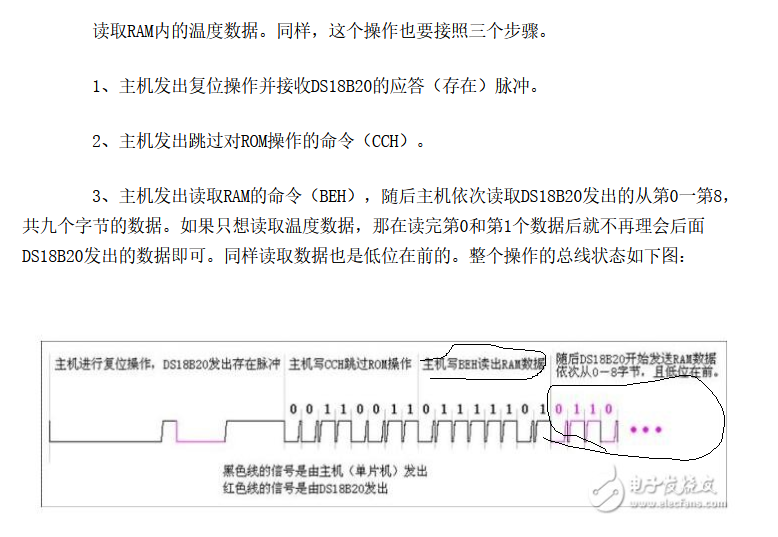 读取RAM内的温度数据。同样，这个操作也要接照三个步骤。
1、主机发出复位操作并接收DS18B20的应答（存在）脉冲。
2、主机发出跳过对ROM操作的命令（CCH）。
3、主机发出读取RAM的命令（BEH），随后主机依次读取DS18B20发出的从第0一第8，
共九个字节的数据。如果只想读取温度数据，那在读完第0和第1个数据后就不再理会后面
DS18B20发出的数据即可。同样读取数据也是低位在前的。整个操作的总线状态如下图：
主机进行复位操作，DS18B20发出存在脉冲
主机写CCH跳过ROM操作
主机写BEH读出RAM数据
随后DS18B20开始发送RAM数据
依次从0—8字节，且低位在前。
0 0 1 1 0 0 1 1 0 1 1 1 1 1 0 1 0 1 1 0
黑色线的信号是由主机（单片机）发出
红色线的信号是由DS18B20发出
电子发烧友
www.elecfans.com